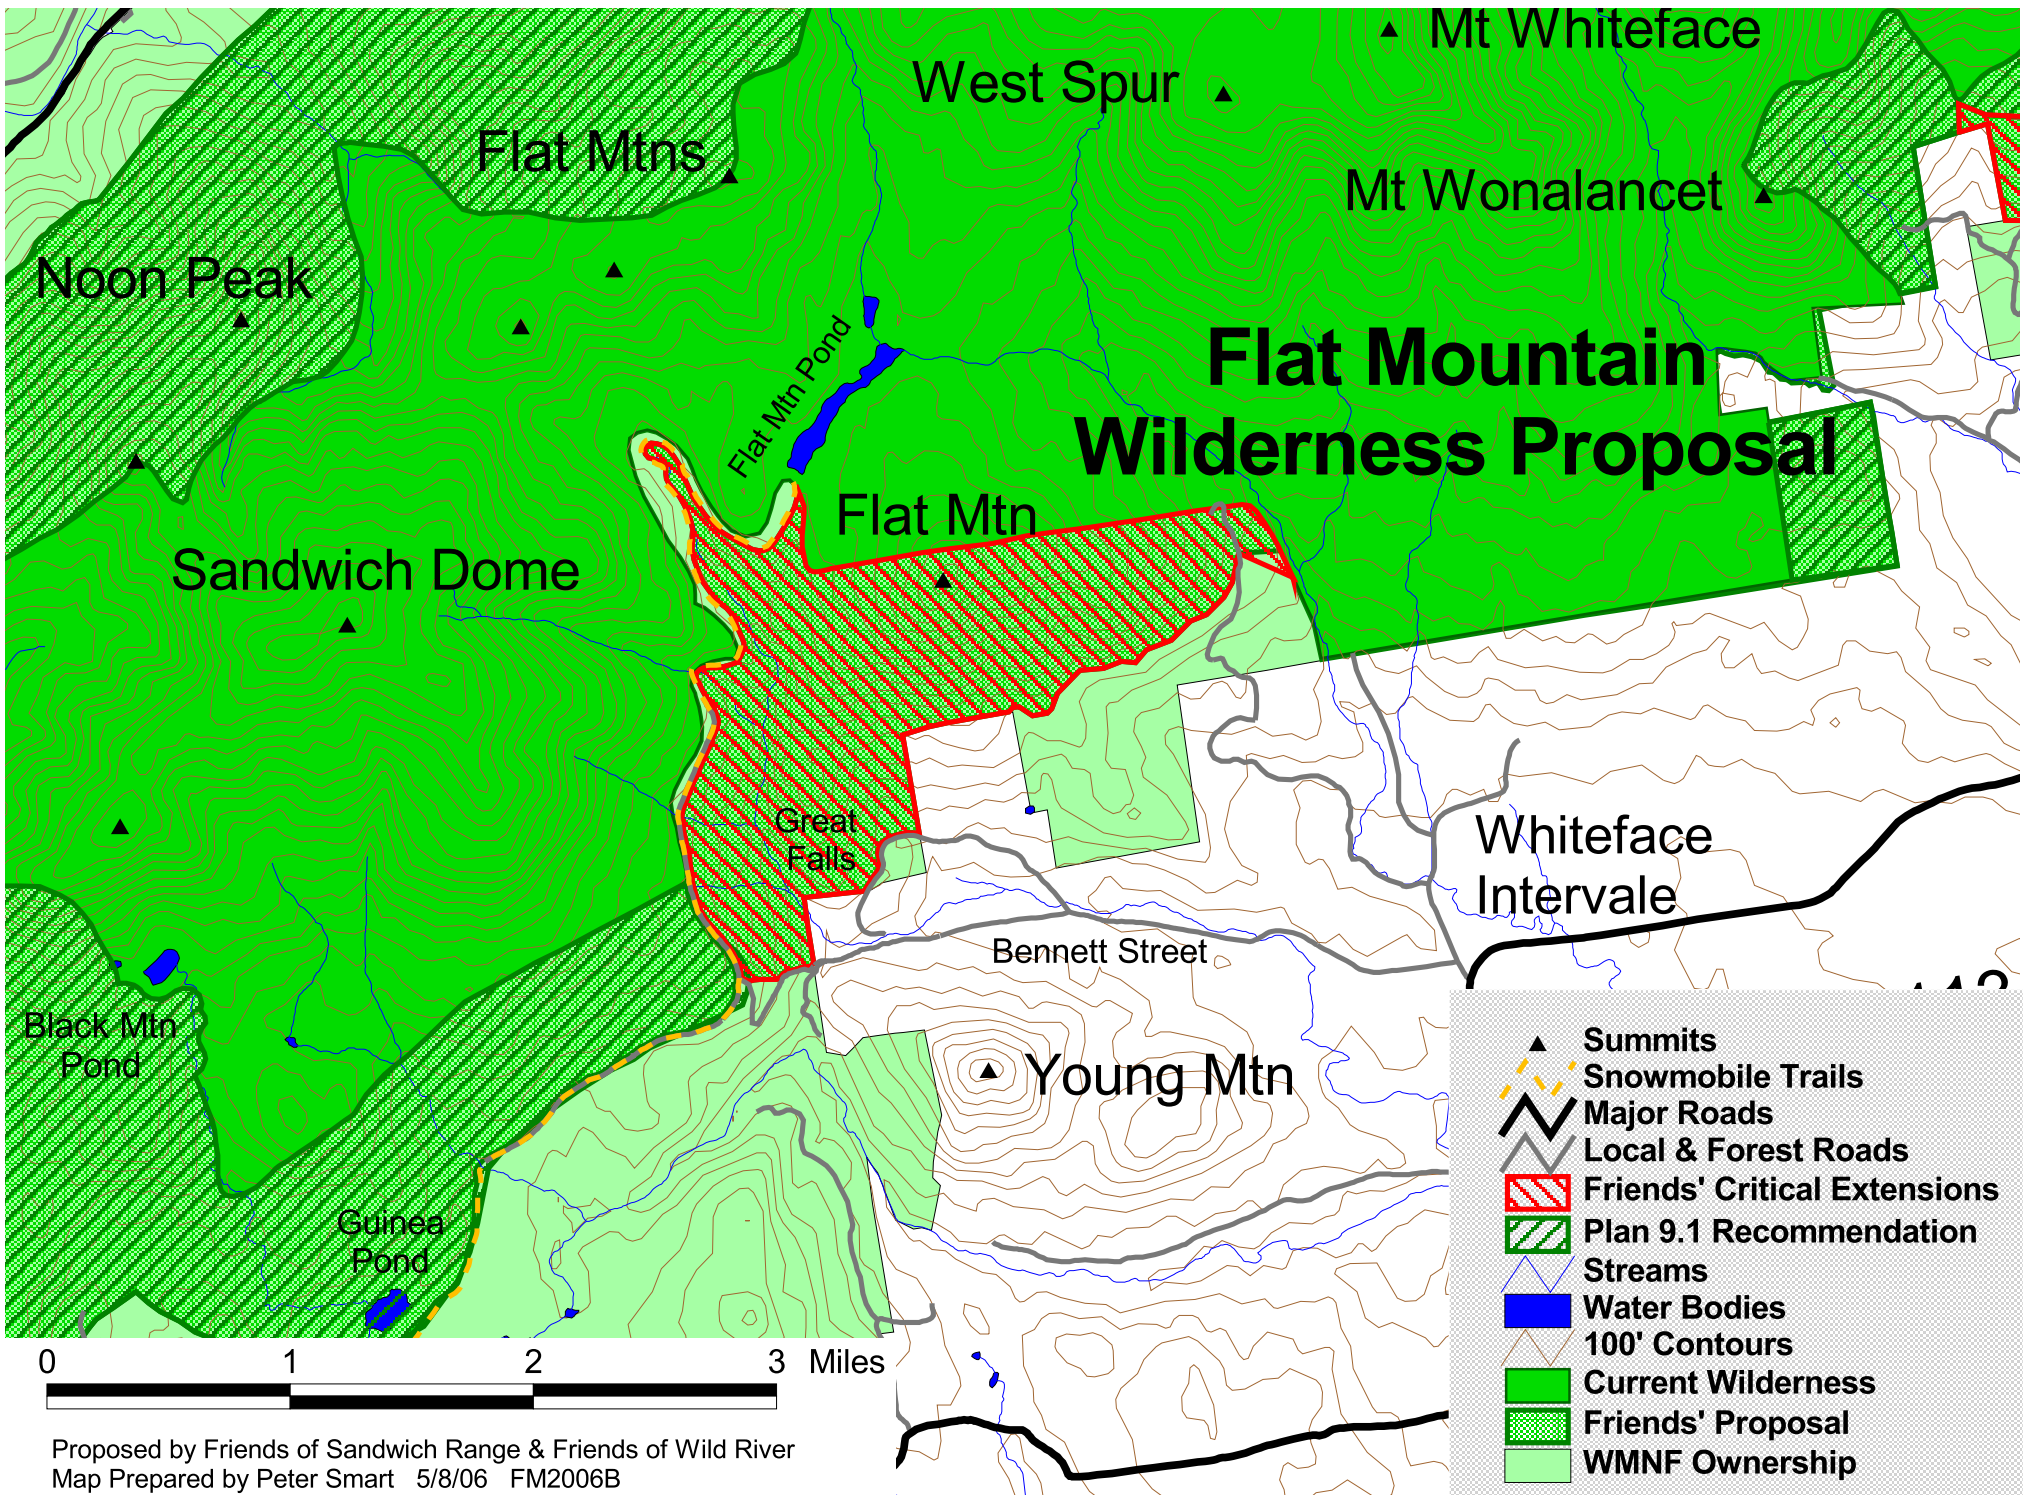 Mt Whiteface
West Spur
Flat Mtns
Mt Wonalancet
Noon Peak
Flat Mtn Pond
Flat Mountain
Wilderness Proposal
Flat Mtn
Sandwich Dome
Great
Falls
Whiteface
Intervale
Bennett Street
Black Mtn
Pond
Young Mtn
Guinea
Pond
Summits
Snowmobile Trails
Major Roads
Local & Forest Roads
Friends' Critical Extensions
Plan 9.1 Recommendation
Streams
Water Bodies
100' Contours
Current Wilderness
Friends' Proposal
WMNF Ownership
0 1 2 3 Miles
Proposed by Friends of Sandwich Range & Friends of Wild River
Map Prepared by Peter Smart 5/8/06 FM2006B